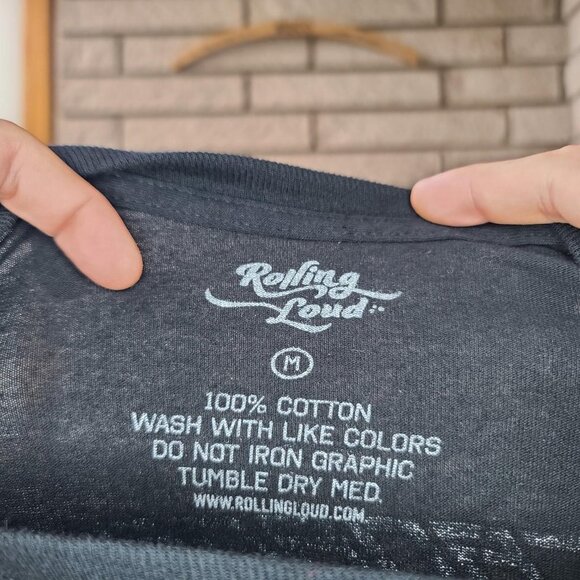 Rolling
Loud
M
100% COTTON
WASH WITH LIKE COLORS
DO NOT IRON GRAPHIC
TUMBLE DRY MED.
WWW.ROLLINGLOUD.COM